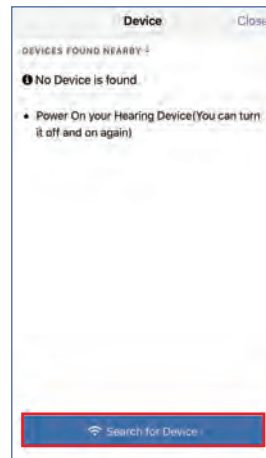 Device
Close
DEVICES FOUND NEARBY
No Device is found
• Power On your Hearing Device(You can turn
it off and on again)
Search for Device